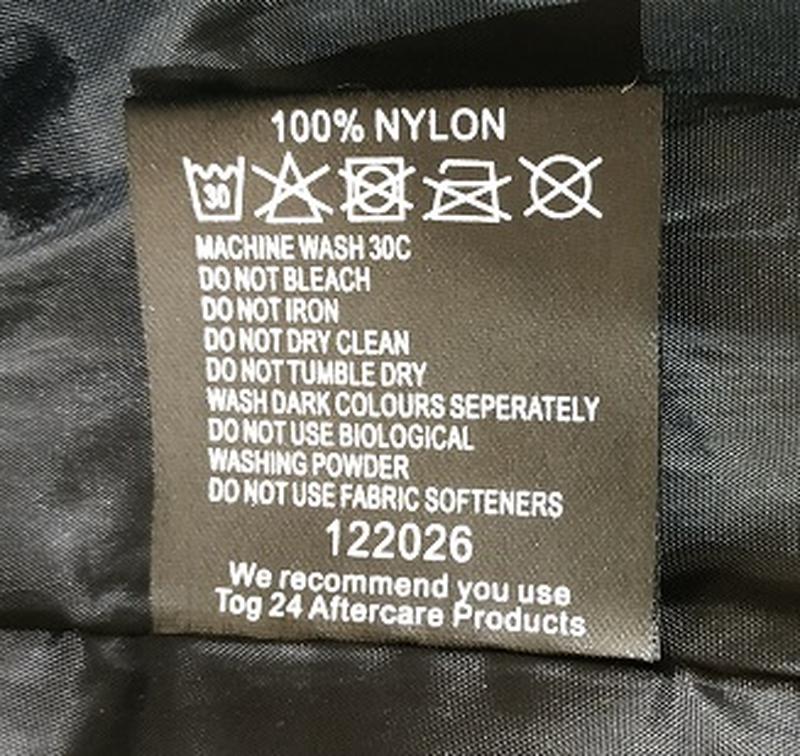 100% NYLON
30
MACHINE WASH 30C
DO NOT BLEACH
DO NOT IRON
DO NOT DRY CLEAN
DO NOT TUMBLE DRY
WASH DARK COLOURS SEPERATELY
DO NOT USE BIOLOGICAL
WASHING POWDER
DO NOT USE FABRIC SOFTENERS
122026
We recommend you use
Tog 24 Aftercare Products